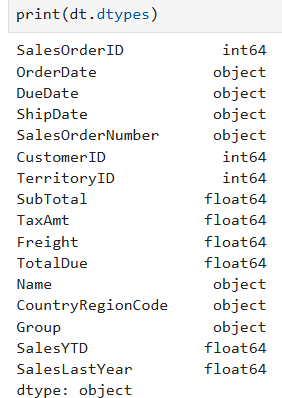 print(dt.dtypes)
SalesOrderID int64
OrderDate object
DueDate object
ShipDate object
SalesOrderNumber object
CustomerID int64
TerritoryID int64
SubTotal float64
TaxAmt float64
Freight float64
TotalDue float64
Name object
CountryRegionCode object
Group object
SalesYTD float64
SalesLastYear float64
dtype: object